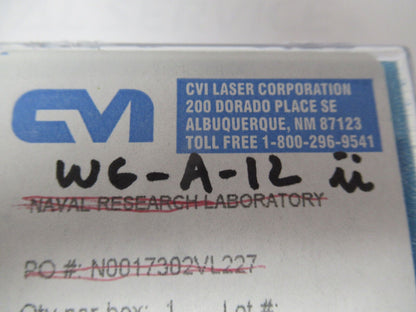 CVI
CVI LASER CORPORATION
200 DORADO PLACE SE
ALBUQUERQUE, NM 87123
TOLL FREE 1-800-296-9541
WG-A-12 ii
NAVAL RESEARCH LABORATORY
PO #: N0017302VL227
Qty per box: 1 Lot #: